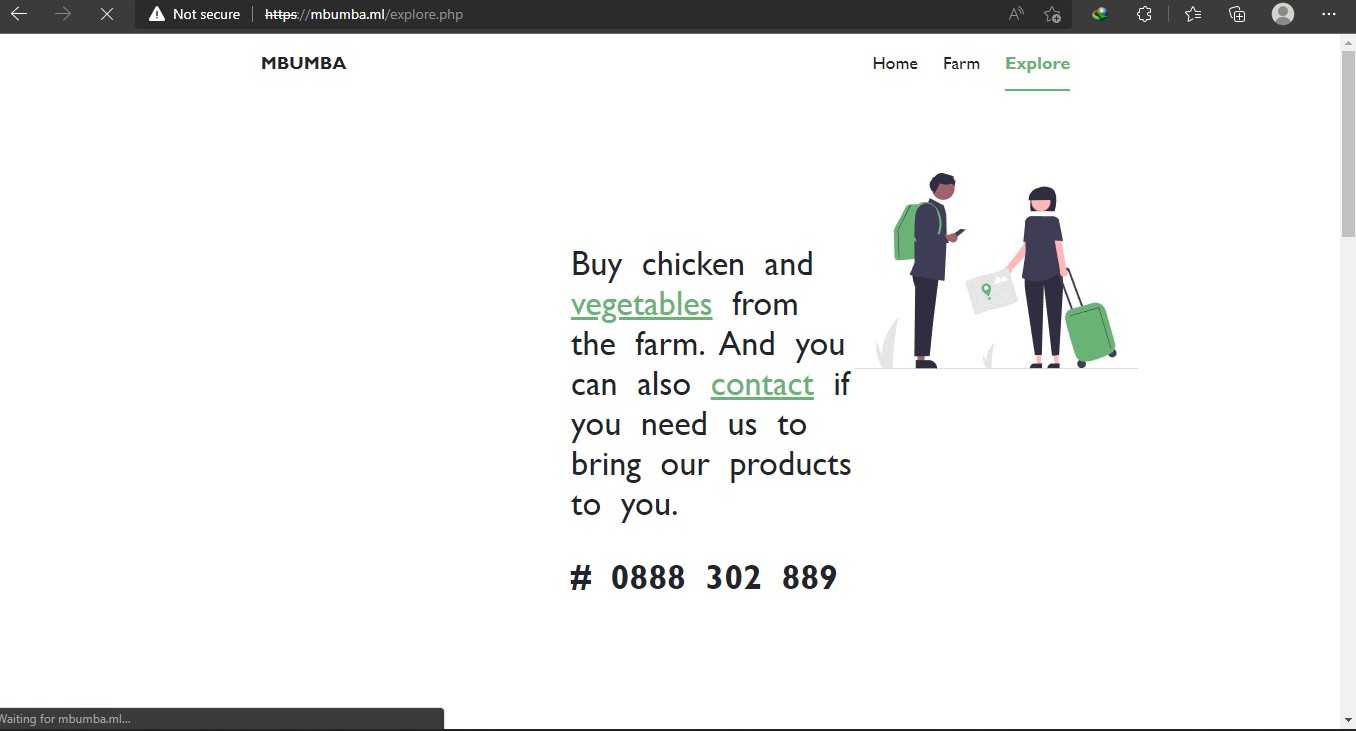 Not secure https://mbumba.ml/explore.php
MBUMBA
Home Farm Explore
Buy chicken and
vegetables from
the farm. And you
can also contact if
you need us to
bring our products
to you.
# 0888 302 889
Waiting for mbumba.ml...